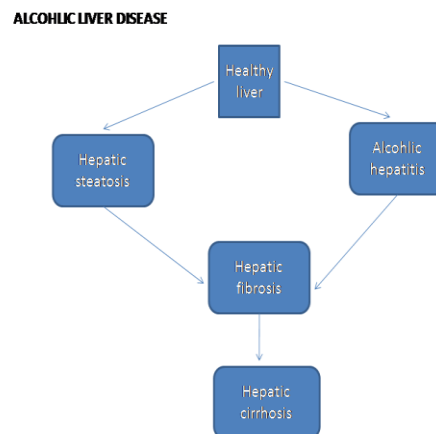 ALCOHLIC LIVER DISEASE
Healthy
liver
Hepatic
steatosis
Alcohlic
hepatitis
Hepatic
fibrosis
Hepatic
cirrhosis